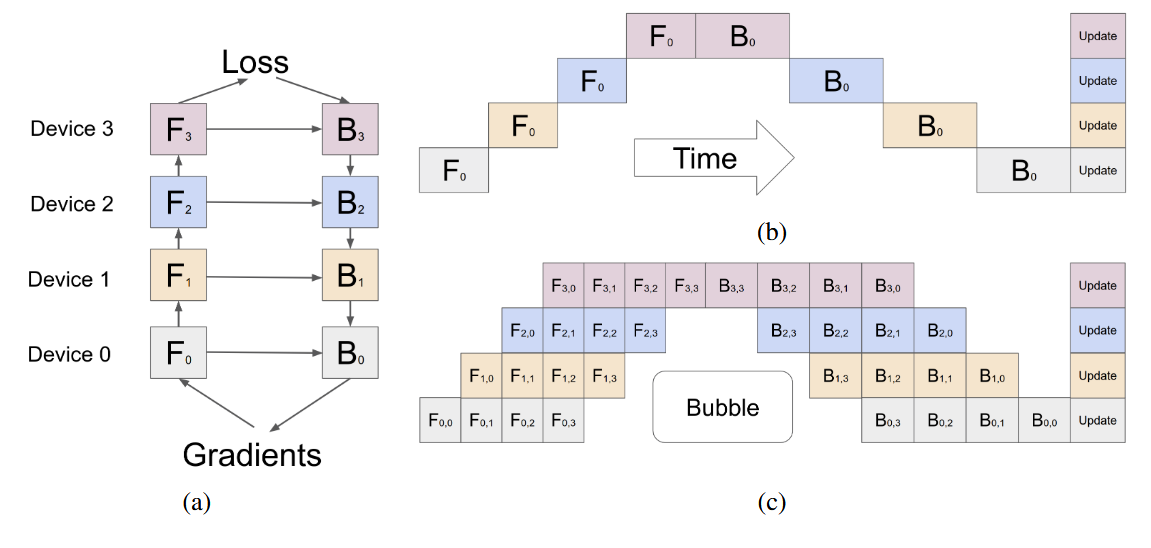 Loss
Device 3 F₃ B₃
Device 2 F₂ B₂
Device 1 F₁ B₁
Device 0 F₀ B₀
Gradients
(a)
F₀ B₀ Update
F₀ B₀ Update
F₀ B₀ Update
Time
F₀ B₀ Update
(b)
F₃,₀ F₃,₁ F₃,₂ F₃,₃ B₃,₃ B₃,₂ B₃,₁ B₃,₀ Update
F₂,₀ F₂,₁ F₂,₂ F₂,₃ B₂,₃ B₂,₂ B₂,₁ B₂,₀ Update
F₁,₀ F₁,₁ F₁,₂ F₁,₃ B₁,₃ B₁,₂ B₁,₁ B₁,₀ Update
Bubble
F₀,₀ F₀,₁ F₀,₂ F₀,₃ B₀,₃ B₀,₂ B₀,₁ B₀,₀ Update
(c)